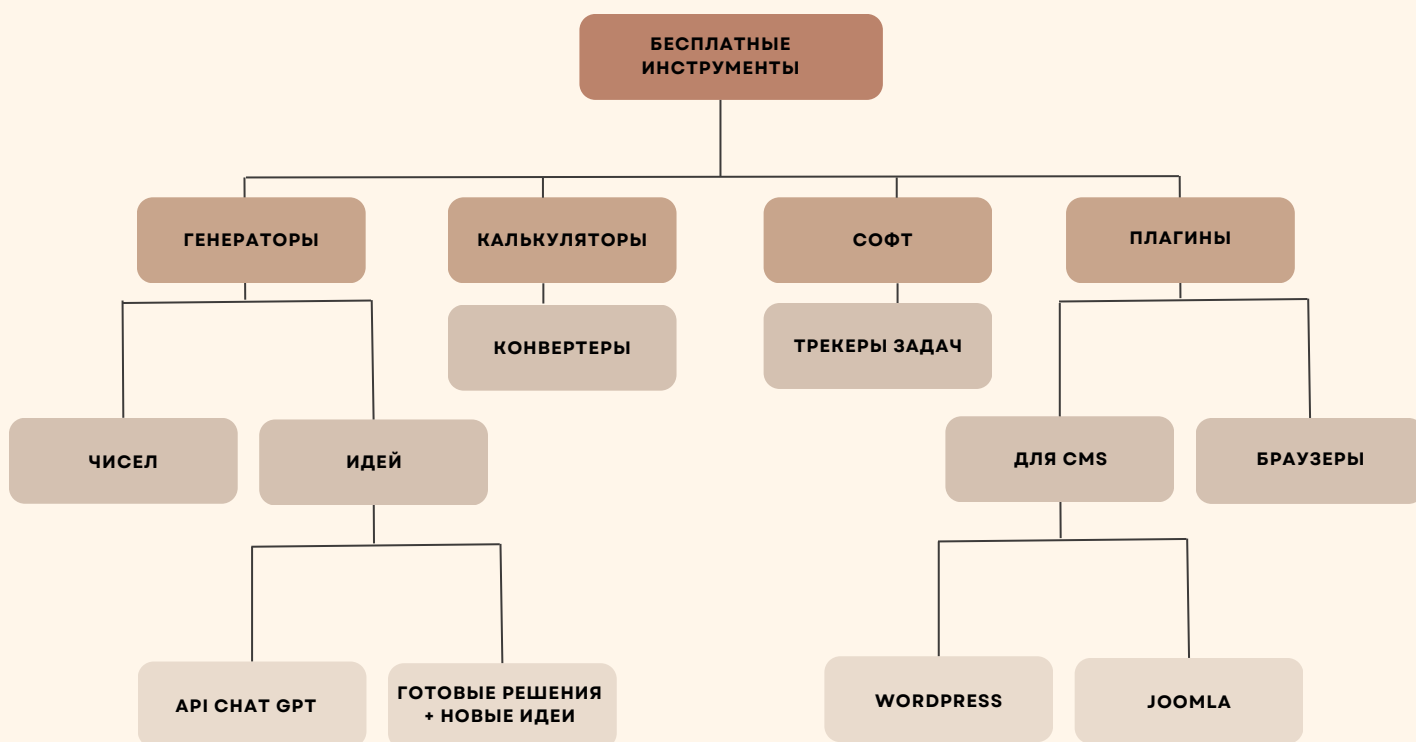 БЕСПЛАТНЫЕ
ИНСТРУМЕНТЫ
ГЕНЕРАТОРЫ
КАЛЬКУЛЯТОРЫ
СОФТ
ПЛАГИНЫ
КОНВЕРТЕРЫ
ТРЕКЕРЫ ЗАДАЧ
ЧИСЕЛ
ИДЕЙ
ДЛЯ CMS
БРАУЗЕРЫ
API CHAT GPT
ГОТОВЫЕ РЕШЕНИЯ
+ НОВЫЕ ИДЕИ
WORDPRESS
JOOMLA